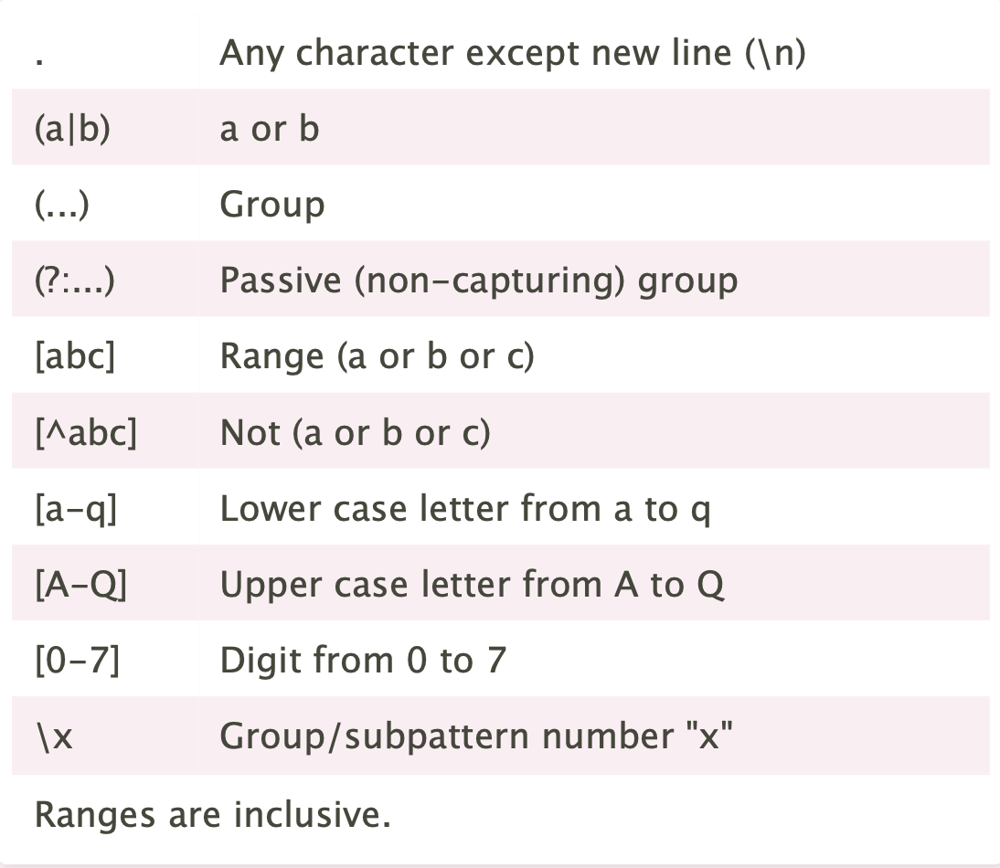 . Any character except new line (\n)
(a|b) a or b
(...) Group
(?:...) Passive (non-capturing) group
[abc] Range (a or b or c)
[^abc] Not (a or b or c)
[a-q] Lower case letter from a to q
[A-Q] Upper case letter from A to Q
[0-7] Digit from 0 to 7
\x Group/subpattern number "x"
Ranges are inclusive.